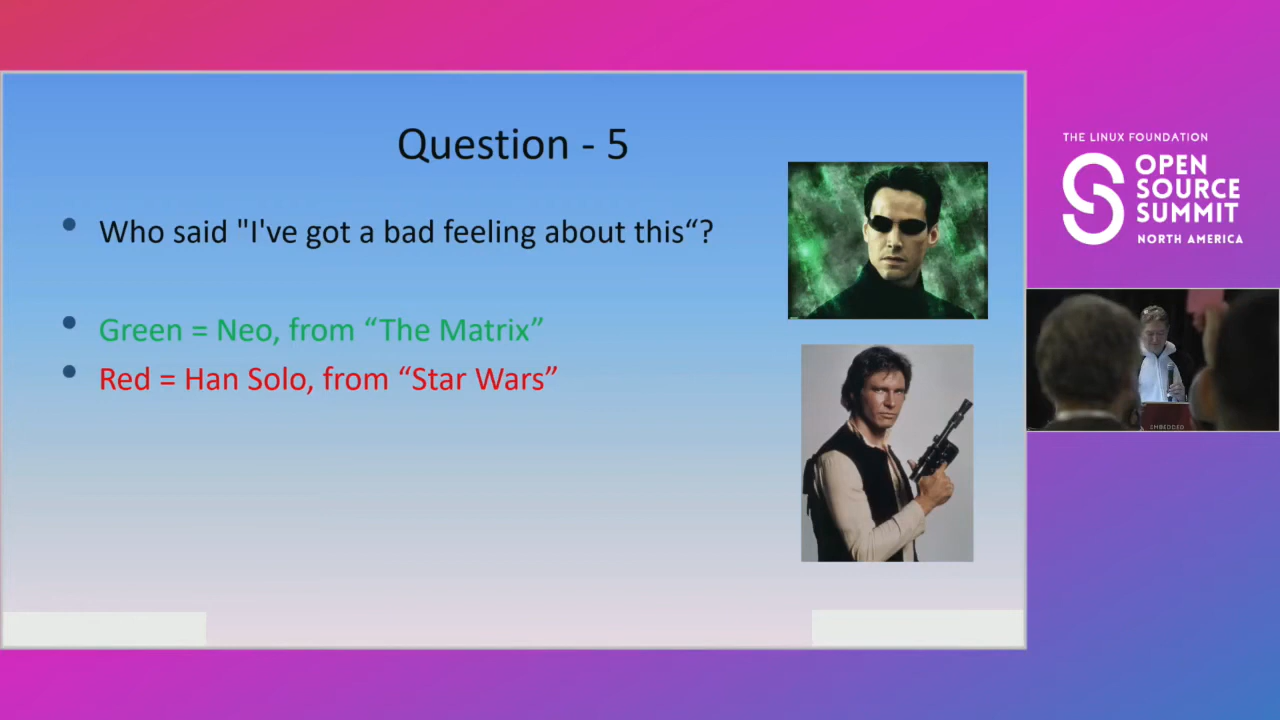 Question - 5
Who said "I've got a bad feeling about this“?
Green = Neo, from “The Matrix”
Red = Han Solo, from “Star Wars”
THE LINUX FOUNDATION
OPEN
SOURCE
SUMMIT
NORTH AMERICA
EMBEDDED